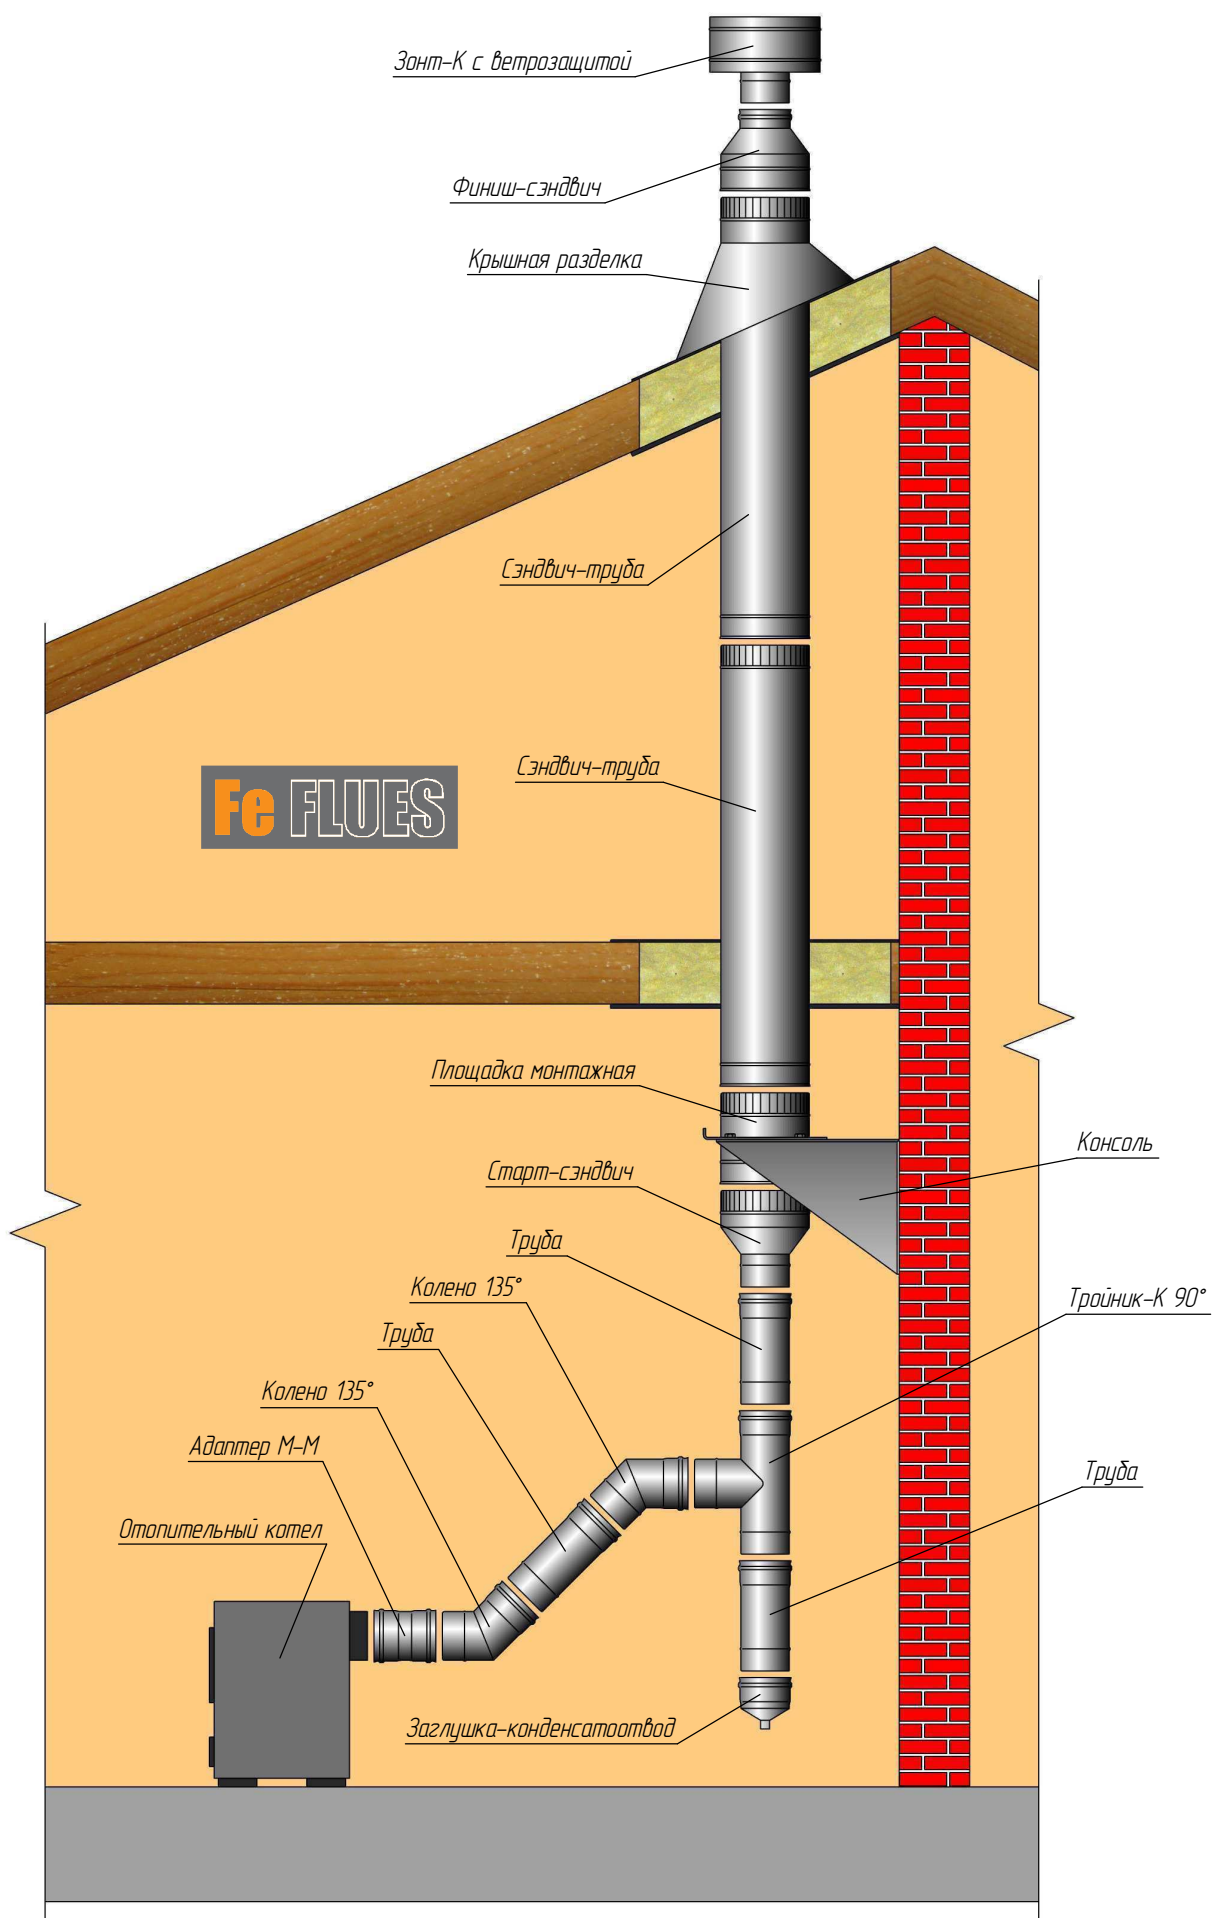 Зонт-К с ветрозащитой
Финиш-сэндвич
Крышная разделка
Сэндвич-труба
Сэндвич-труба
Fe FLUES
Площадка монтажная
Консоль
Старт-сэндвич
Труба
Колено 135°
Тройник-К 90°
Труба
Колено 135°
Адаптер М-М
Труба
Отопительный котел
Заглушка-конденсатоотвод